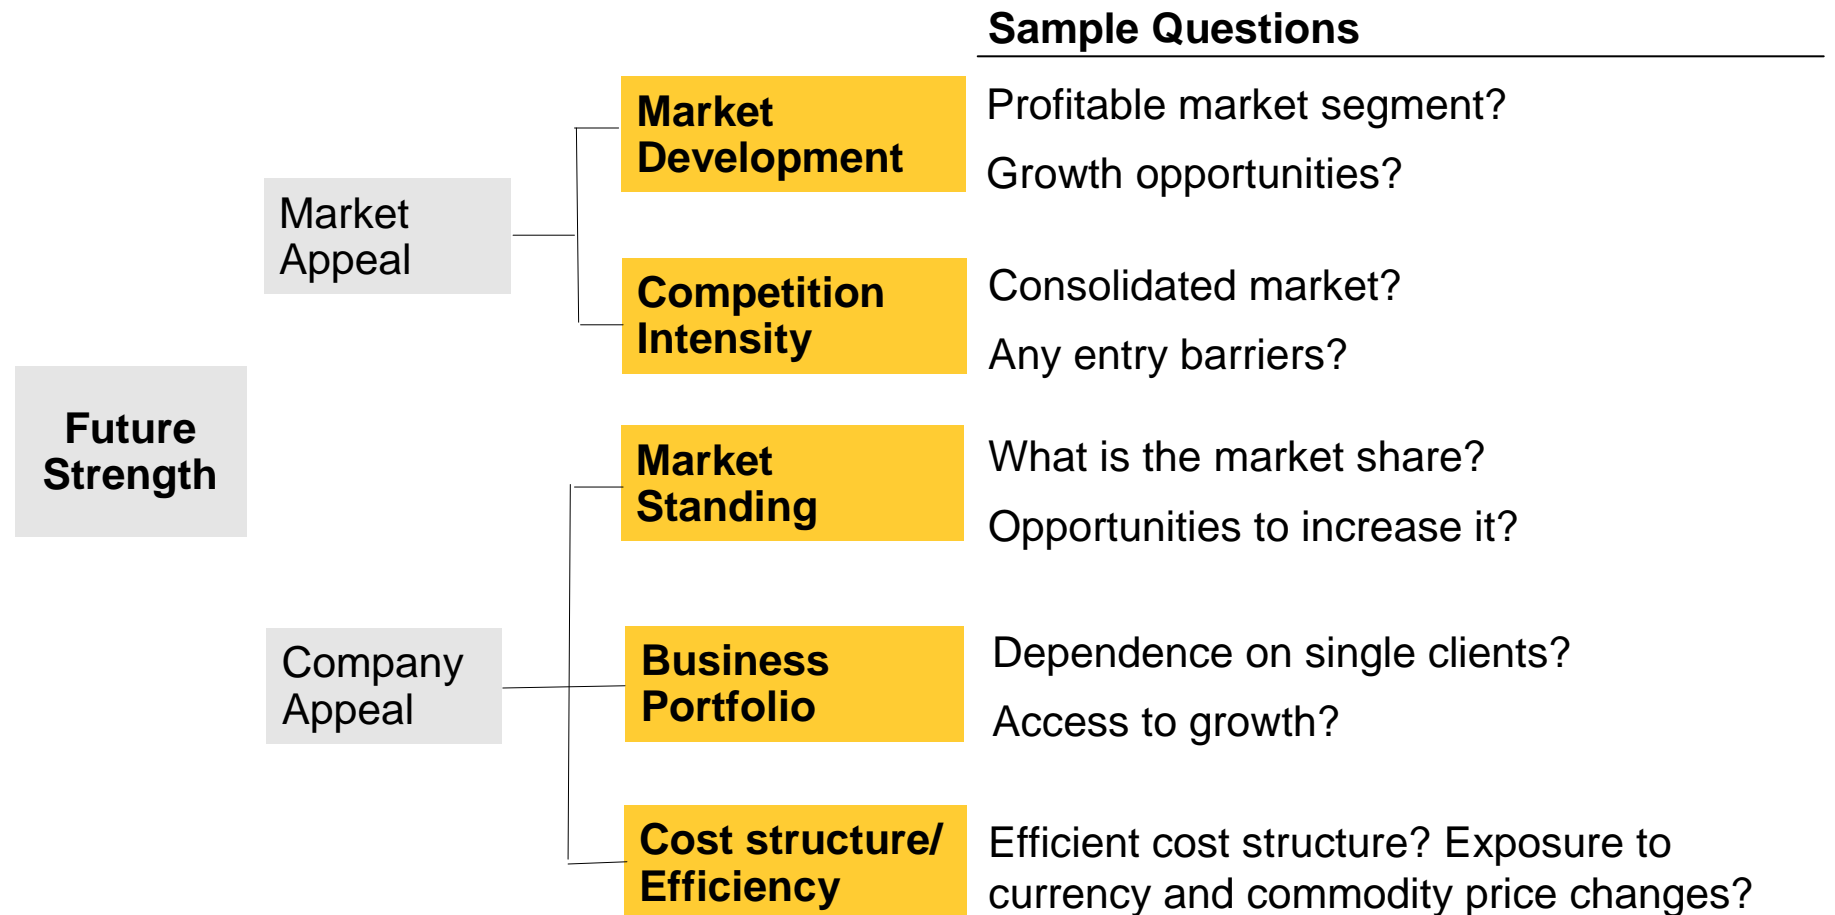 Sample Questions
Market
Development
Profitable market segment?
Growth opportunities?
Market
Appeal
Competition
Intensity
Consolidated market?
Any entry barriers?
Future
Strength
Market
Standing
What is the market share?
Opportunities to increase it?
Company
Appeal
Business
Portfolio
Dependence on single clients?
Access to growth?
Cost structure/
Efficiency
Efficient cost structure? Exposure to
currency and commodity price changes?